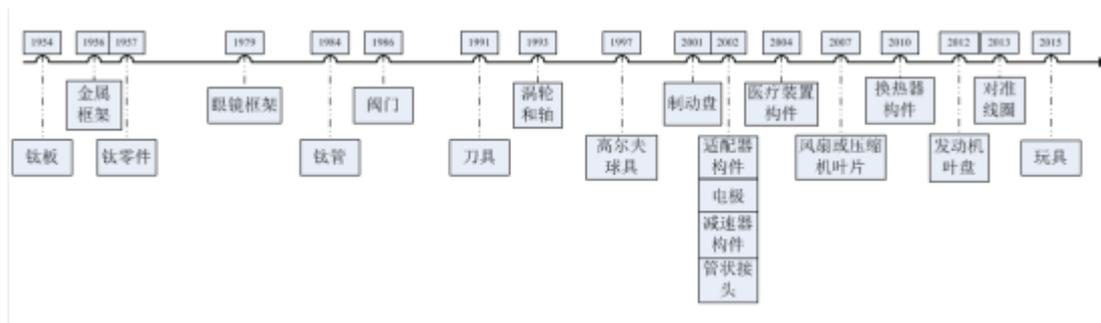 1954 1956 1957 1979 1984 1986 1991 1993 1997 2001 2002 2004 2007 2010 2012 2013 2015
金属
框架
眼镜框架
阀门
涡轮
和轴
制动盘
医疗装置
构件
换热器
构件
对准
线圈
钛板
钛零件
钛管
刀具
高尔夫
球具
适配器
构件
电极
减速器
构件
管状接
头
风扇或压缩
机叶片
发动机
叶盘
玩具